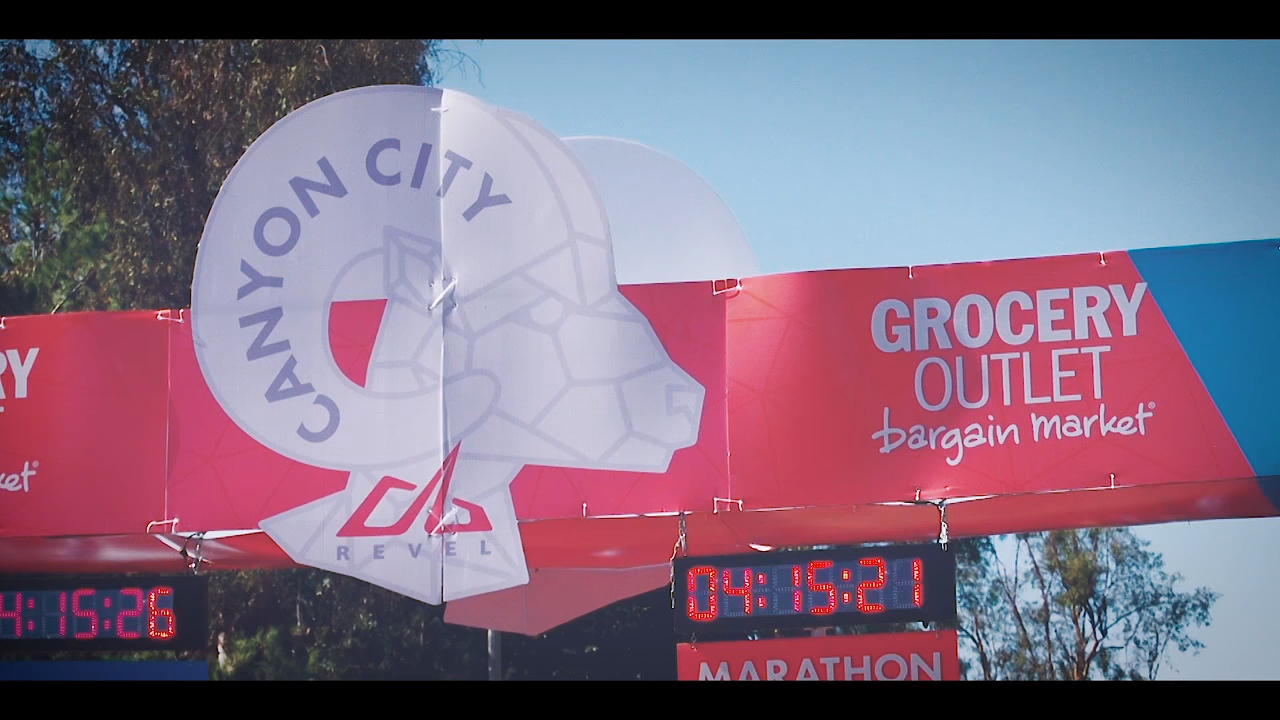 CANYON CITY
REVEL
RY
ket®
GROCERY
OUTLET
bargain market®
4:15:26
04:15:21
MARATHON